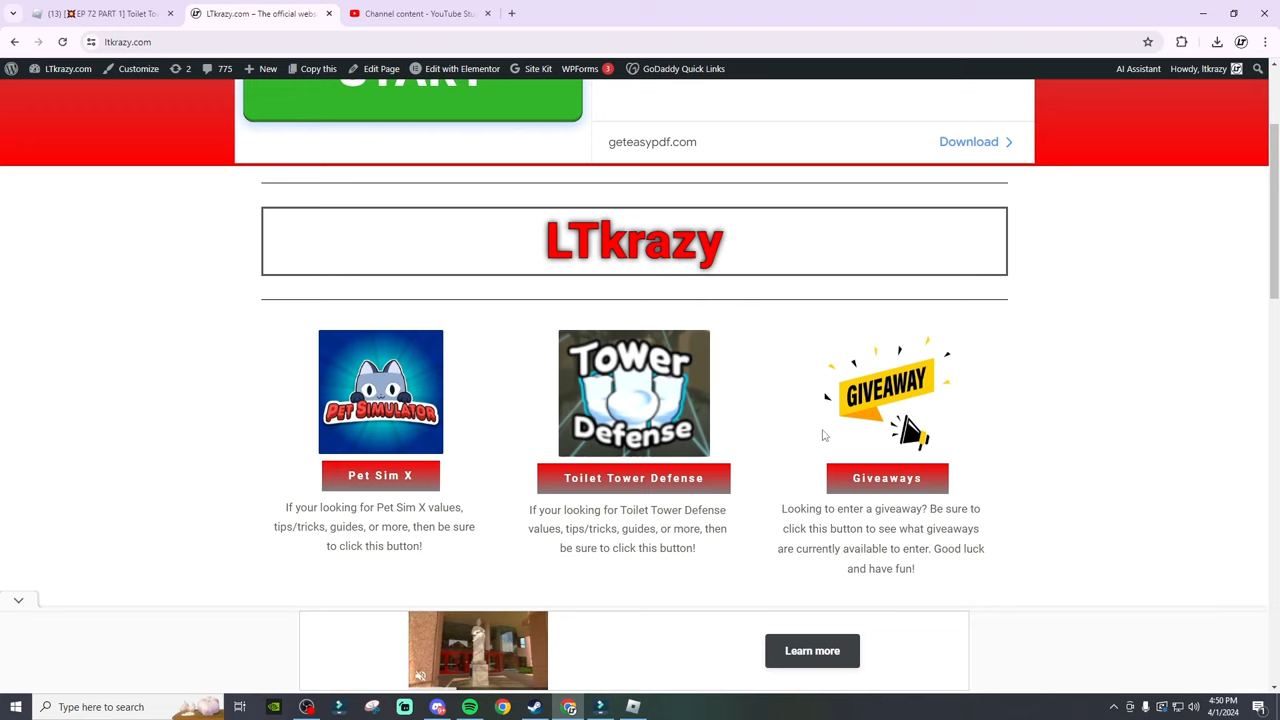 (13) [💥EP 72 PART 1] Toilet Tow
LTkrazy.com – The official webs
Channel content - YouTube Stu
ltkrazy.com
LTkrazy.com
Customize
2
775
New
Copy this
Edit Page
Edit with Elementor
Site Kit
WPForms 3
GoDaddy Quick Links
AI Assistant
Howdy, ltkrazy
START
geteasypdf.com
Download
LTkrazy
PET SIMULATOR
Tower
Defense
GIVEAWAY
Pet Sim X
Toilet Tower Defense
Giveaways
If your looking for Pet Sim X values,
tips/tricks, guides, or more, then be sure
to click this button!
If your looking for Toilet Tower Defense
values, tips/tricks, guides, or more, then
be sure to click this button!
Looking to enter a giveaway? Be sure to
click this button to see what giveaways
are currently available to enter. Good luck
and have fun!
Learn more
Type here to search
4:50 PM
4/1/2024